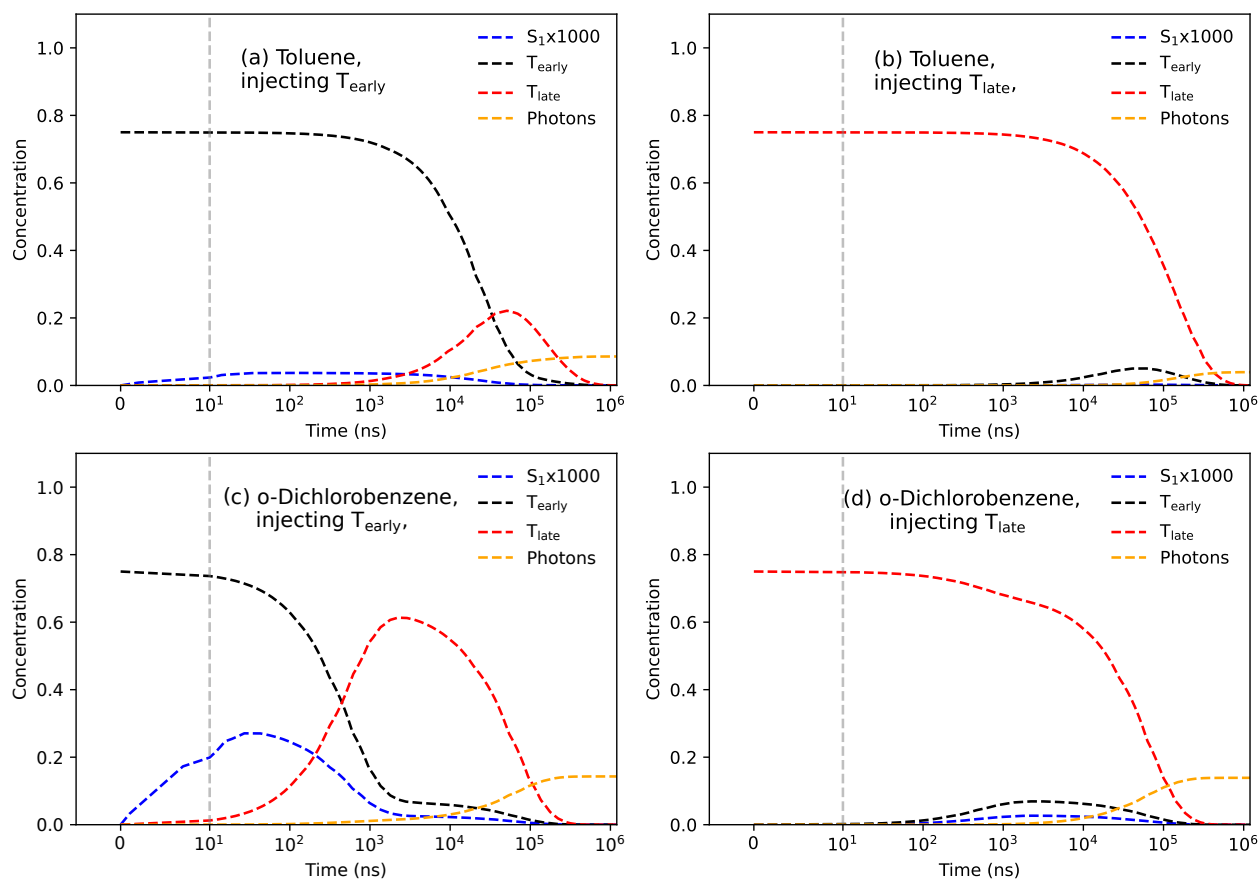 (a) Toluene,
injecting T_early
S₁x1000
T_early
T_late
Photons
Concentration
1.0
0.8
0.6
0.4
0.2
0.0
0 10¹ 10² 10³ 10⁴ 10⁵ 10⁶
Time (ns)
(b) Toluene,
injecting T_late,
S₁x1000
T_early
T_late
Photons
Concentration
1.0
0.8
0.6
0.4
0.2
0.0
0 10¹ 10² 10³ 10⁴ 10⁵ 10⁶
Time (ns)
(c) o-Dichlorobenzene,
injecting T_early,
S₁x1000
T_early
T_late
Photons
Concentration
1.0
0.8
0.6
0.4
0.2
0.0
0 10¹ 10² 10³ 10⁴ 10⁵ 10⁶
Time (ns)
(d) o-Dichlorobenzene,
injecting T_late
S₁x1000
T_early
T_late
Photons
Concentration
1.0
0.8
0.6
0.4
0.2
0.0
0 10¹ 10² 10³ 10⁴ 10⁵ 10⁶
Time (ns)